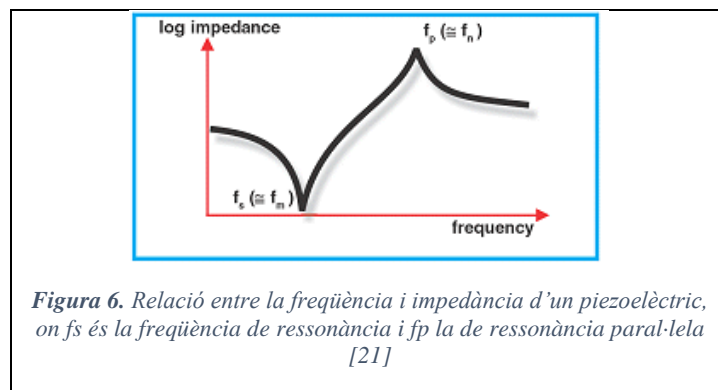 log impedance
fp (≅ fn)
fs (≅ fm)
frequency
Figura 6. Relació entre la freqüència i impedància d'un piezoelèctric,
on fs és la freqüència de ressonància i fp la de ressonància paral·lela
[21]